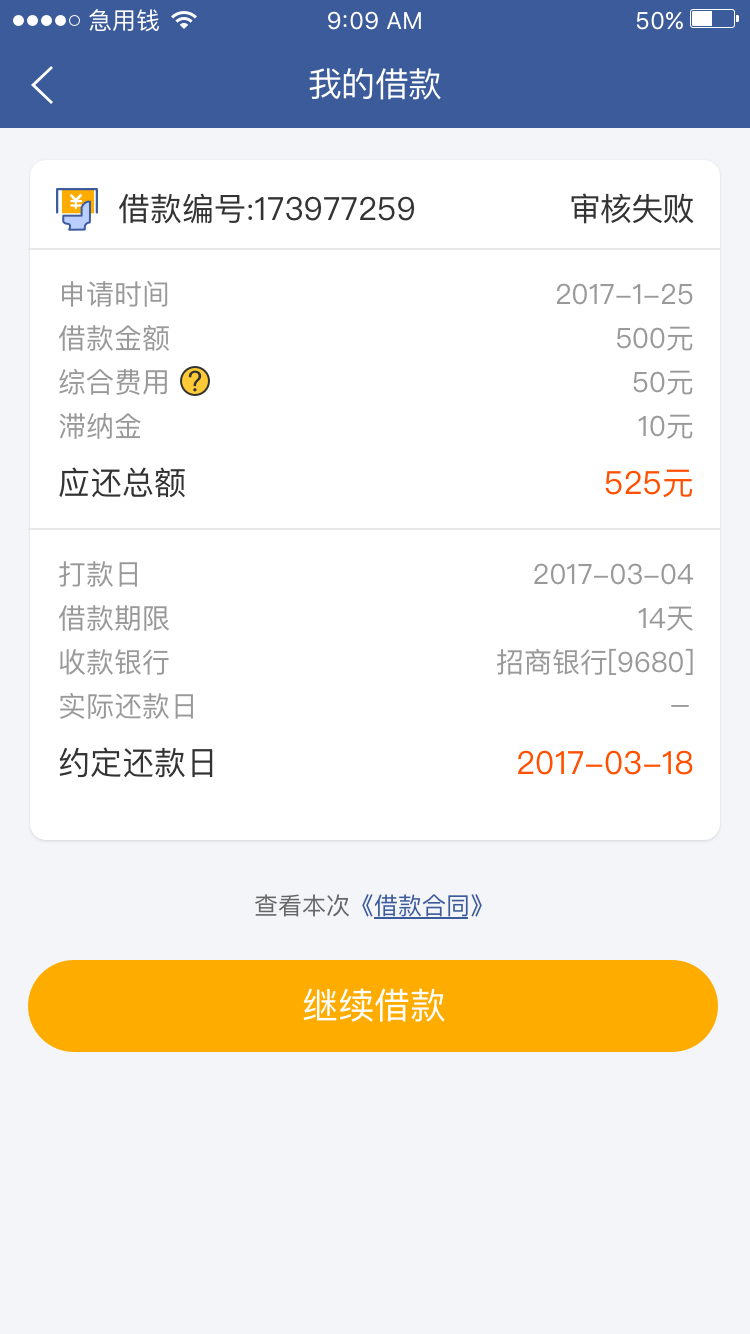 急用钱 9:09 AM 50%
我的借款
借款编号:173977259 审核失败
申请时间 2017-1-25
借款金额 500元
综合费用 ? 50元
滞纳金 10元
应还总额 525元
打款日 2017-03-04
借款期限 14天
收款银行 招商银行[9680]
实际还款日 –
约定还款日 2017-03-18
查看本次《借款合同》
继续借款